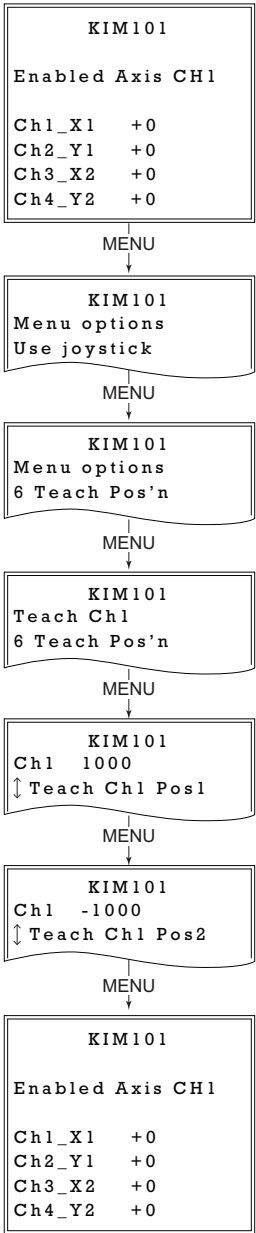 KIM101
Enabled Axis CH1
Ch1_X1 +0
Ch2_Y1 +0
Ch3_X2 +0
Ch4_Y2 +0
MENU
KIM101
Menu options
Use joystick
MENU
KIM101
Menu options
6 Teach Pos'n
MENU
KIM101
Teach Ch1
6 Teach Pos'n
MENU
KIM101
Ch1 1000
↕ Teach Ch1 Pos1
MENU
KIM101
Ch1 -1000
↕ Teach Ch1 Pos2
MENU
KIM101
Enabled Axis CH1
Ch1_X1 +0
Ch2_Y1 +0
Ch3_X2 +0
Ch4_Y2 +0